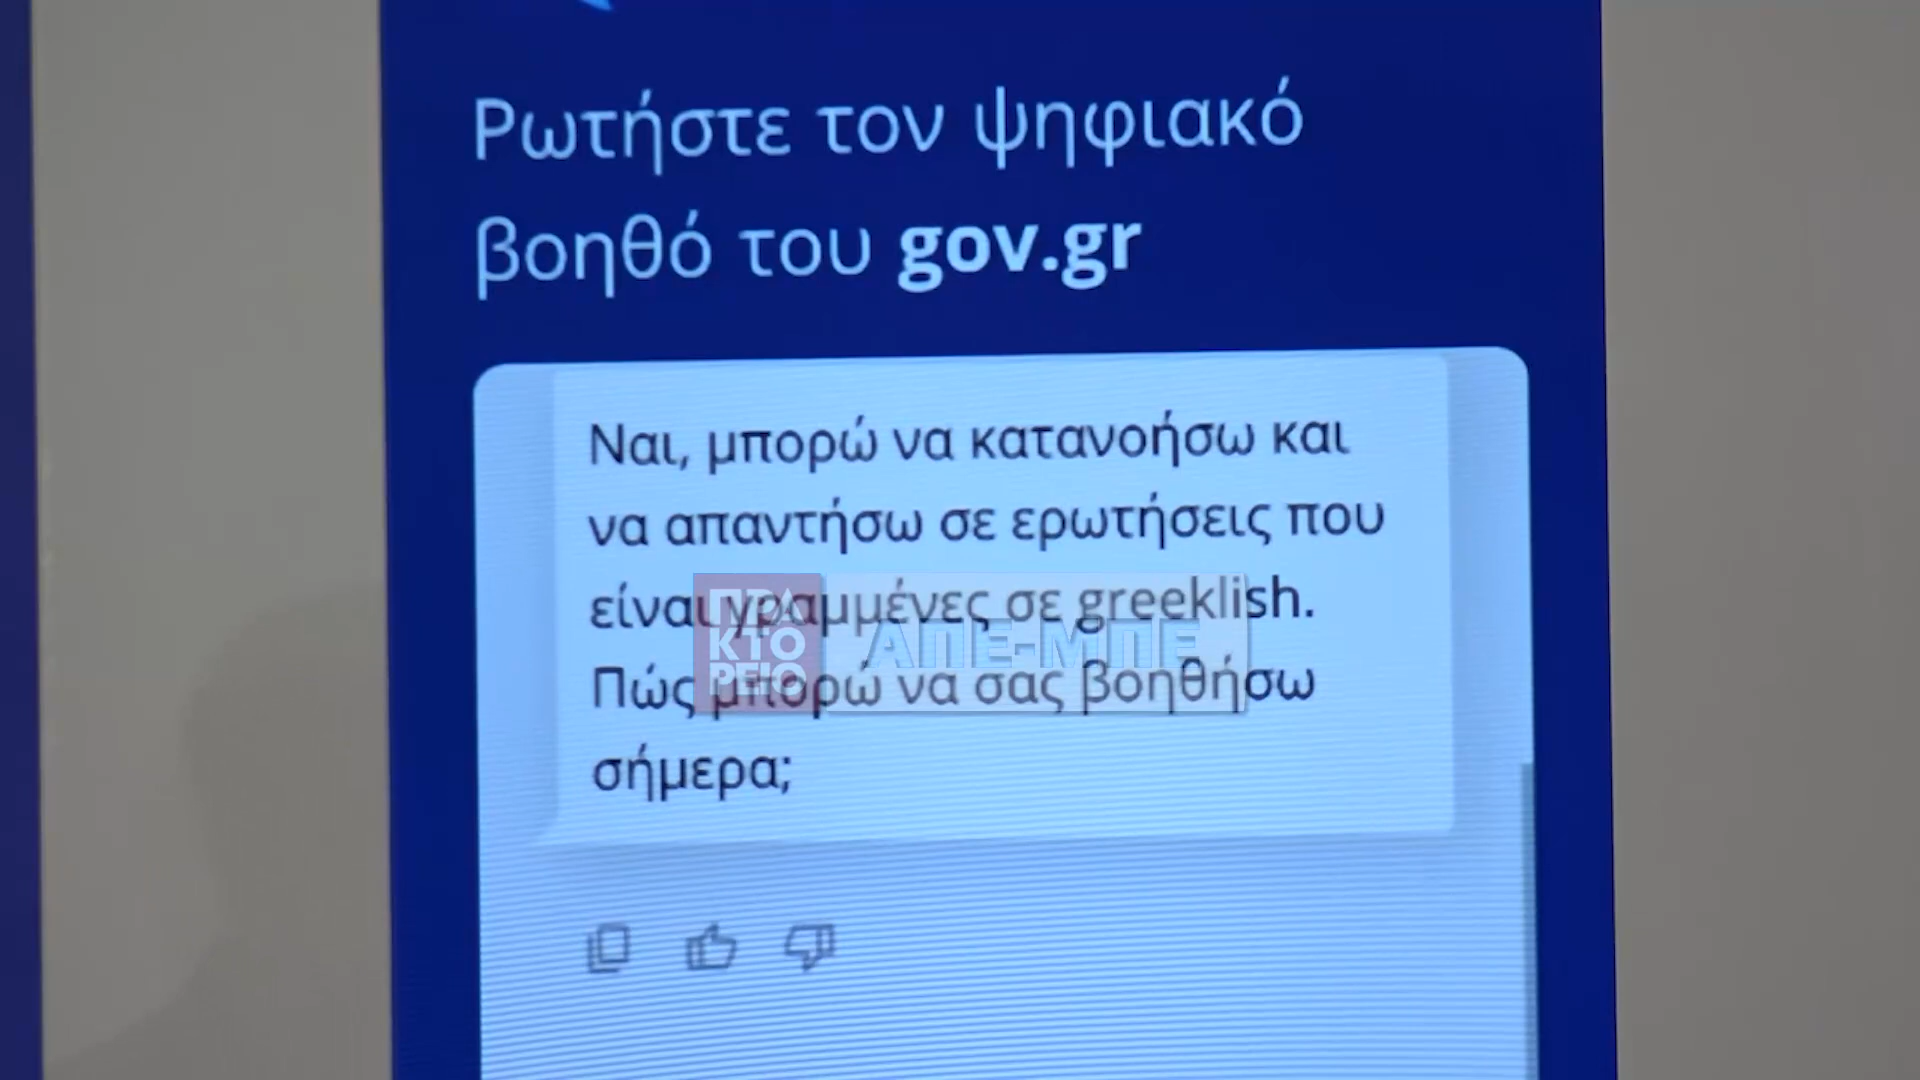 Ρωτήστε τον ψηφιακό
βοηθό του gov.gr
Ναι, μπορώ να κατανοήσω και
να απαντήσω σε ερωτήσεις που
είναι γραμμένες σε greeklish.
Πώς μπορώ να σας βοηθήσω
σήμερα;
ΠΡΑ
ΚΤΟ
ΡΕΙΟ
ΑΠΕ-ΜΠΕ